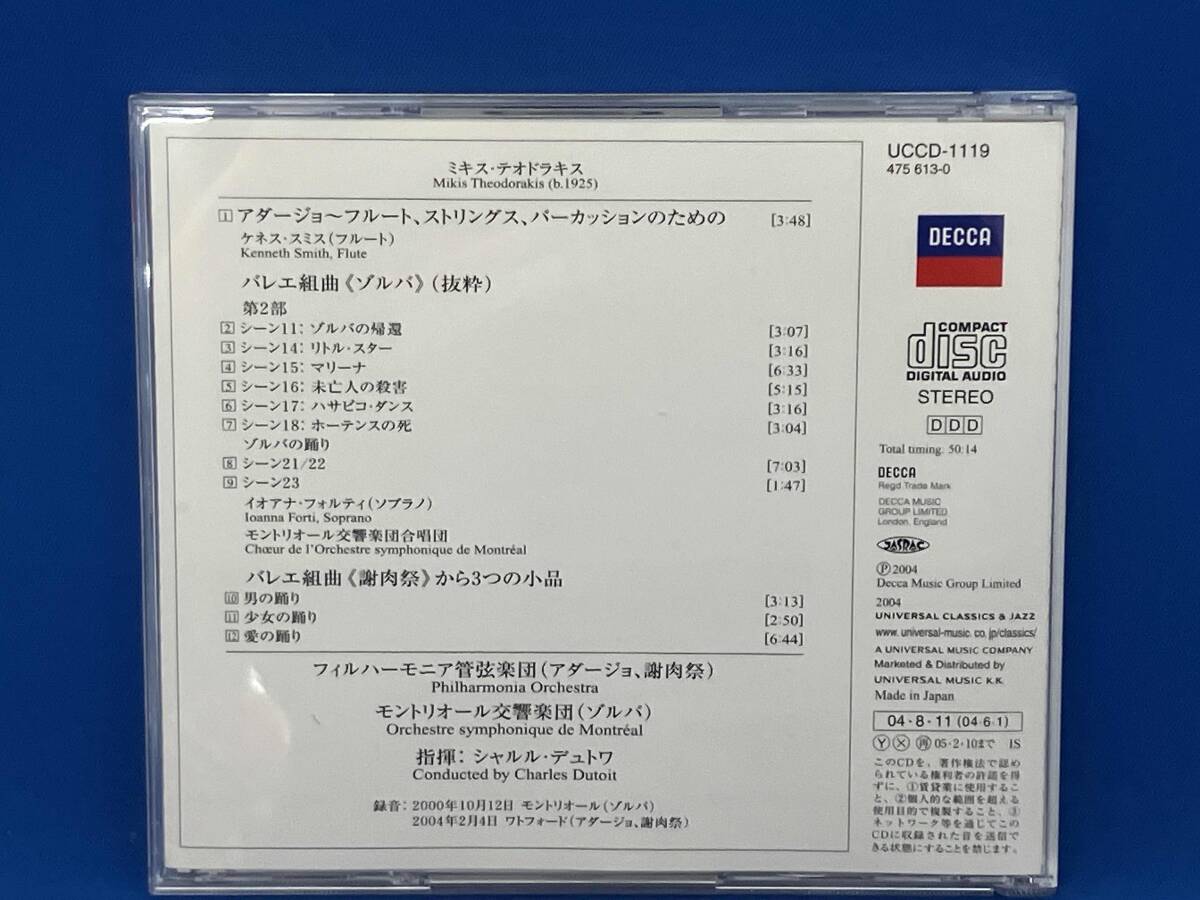 ミキス・テオドラキス
Mikis Theodorakis (b.1925)
1 アダージョ〜フルート、ストリングス、パーカッションのための [3:48]
ケネス・スミス(フルート)
Kenneth Smith, Flute
バレエ組曲《ゾルバ》(抜粋)
第2部
2 シーン11: ゾルバの帰還 [3:07]
3 シーン14: リトル・スター [3:16]
4 シーン15: マリーナ [6:33]
5 シーン16: 未亡人の殺害 [5:15]
6 シーン17: ハサピコ・ダンス [3:16]
7 シーン18: ホーテンスの死 [3:04]
ゾルバの踊り
8 シーン21/22 [7:03]
9 シーン23 [1:47]
イオアナ・フォルティ(ソプラノ)
Ioanna Forti, Soprano
モントリオール交響楽団合唱団
Chœur de l'Orchestre symphonique de Montréal
バレエ組曲《謝肉祭》から3つの小品
10 男の踊り [3:13]
11 少女の踊り [2:50]
12 愛の踊り [6:44]
フィルハーモニア管弦楽団(アダージョ、謝肉祭)
Philharmonia Orchestra
モントリオール交響楽団(ゾルバ)
Orchestre symphonique de Montréal
指揮: シャルル・デュトワ
Conducted by Charles Dutoit
録音:2000年10月12日 モントリオール(ゾルバ)
2004年2月4日 ワトフォード(アダージョ、謝肉祭)
UCCD-1119
475 613-0
DECCA
COMPACT
disc
DIGITAL AUDIO
STEREO
DDD
Total timing: 50:14
DECCA
Regd Trade Mark
DECCA MUSIC
GROUP LIMITED
London, England
JASRAC
Ⓟ2004
Decca Music Group Limited
2004
UNIVERSAL CLASSICS & JAZZ
www.universal-music.co.jp/classics/
A UNIVERSAL MUSIC COMPANY
Marketed & Distributed by
UNIVERSAL MUSIC K.K.
Made in Japan
04・8・11 (04・6・1)
Ⓨ Ⓧ 再 05・2・10まで IS
このCDを、著作権法で認め
られている権利者の許諾を得
ずに、①賃貸業に使用するこ
と、②個人的な範囲を超える
使用目的で複製すること、③
ネットワーク等を通じてこの
CDに収録された音を送信で
きる状態にすることを禁じます。